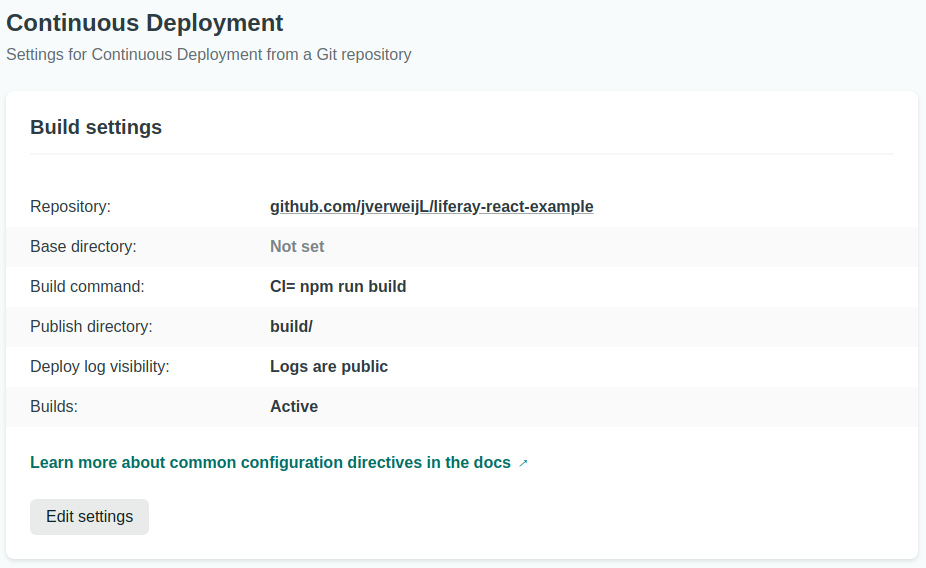 Continuous Deployment
Settings for Continuous Deployment from a Git repository
Build settings
Repository: github.com/jverweijL/liferay-react-example
Base directory: Not set
Build command: CI= npm run build
Publish directory: build/
Deploy log visibility: Logs are public
Builds: Active
Learn more about common configuration directives in the docs ↗
Edit settings